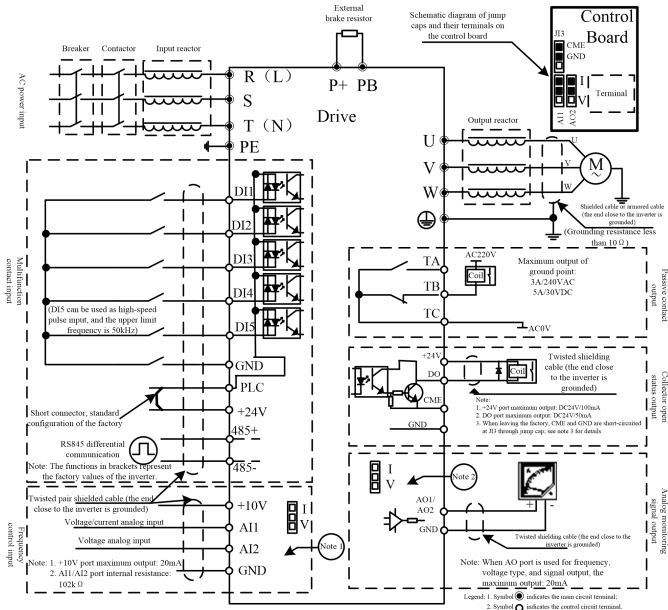 External
brake resistor
Schematic diagram of jump
caps and their terminals on
the control board
Control
Board
JJ3
CME
GND
I
V
Terminal
AI1
AO2
Breaker
Contactor
Input reactor
AC power input
R (L)
S
T (N)
PE
P+ PB
Drive
Output reactor
U
V
W
U
V
W
M
~
Shielded cable or armored cable
(the end close to the inverter is
grounded)
(Grounding resistance less
than 10 Ω)
Multifunction
contact input
DI1
DI2
DI3
DI4
(DI5 can be used as high-speed
pulse input, and the upper limit
frequency is 50kHz)
DI5
GND
PLC
+24V
Short connector, standard
configuration of the factory
485+
RS845 differential
communication
Note: The functions in brackets represent
the factory values of the inverter.
485-
TA
TB
TC
AC220V
Coil
Maximum output of
ground point:
3A/240VAC
5A/30VDC
AC0V
Passive contact
output
+24V
DO
CME
GND
Coil
Twisted shielding
cable (the end close
to the inverter is
grounded)
Note:
1. +24V port maximum output: DC24V/100mA
2. DO port maximum output: DC24V/50mA
3. When leaving the factory, CME and GND are short-circuited
at JJ3 through jump cap; see note 3 for details
Collector open
status output
Twisted pair shielded cable (the end
close to the inverter is grounded)
Voltage/current analog input
Voltage analog input
+10V
AI1
AI2
GND
I
V
Note 1
Note: 1. +10V port maximum output: 20mA
2. AI1/AI2 port internal resistance:
102k Ω
Frequency
control input
I
V
Note 2
AO1/
AO2
GND
+
-
Twisted shielding cable (the end close to the
inverter is grounded)
Note: When AO port is used for frequency,
voltage type, and signal output, the
maximum output: 20mA
Analog monitoring
signal output
Legend: 1. Symbol indicates the main circuit terminal;
2. Symbol indicates the control circuit terminal.